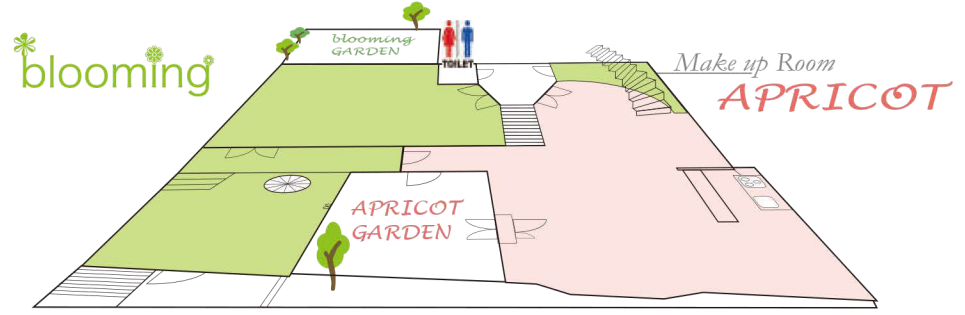 blooming
blooming
GARDEN
TOILET
Make up Room
APRICOT
APRICOT
GARDEN